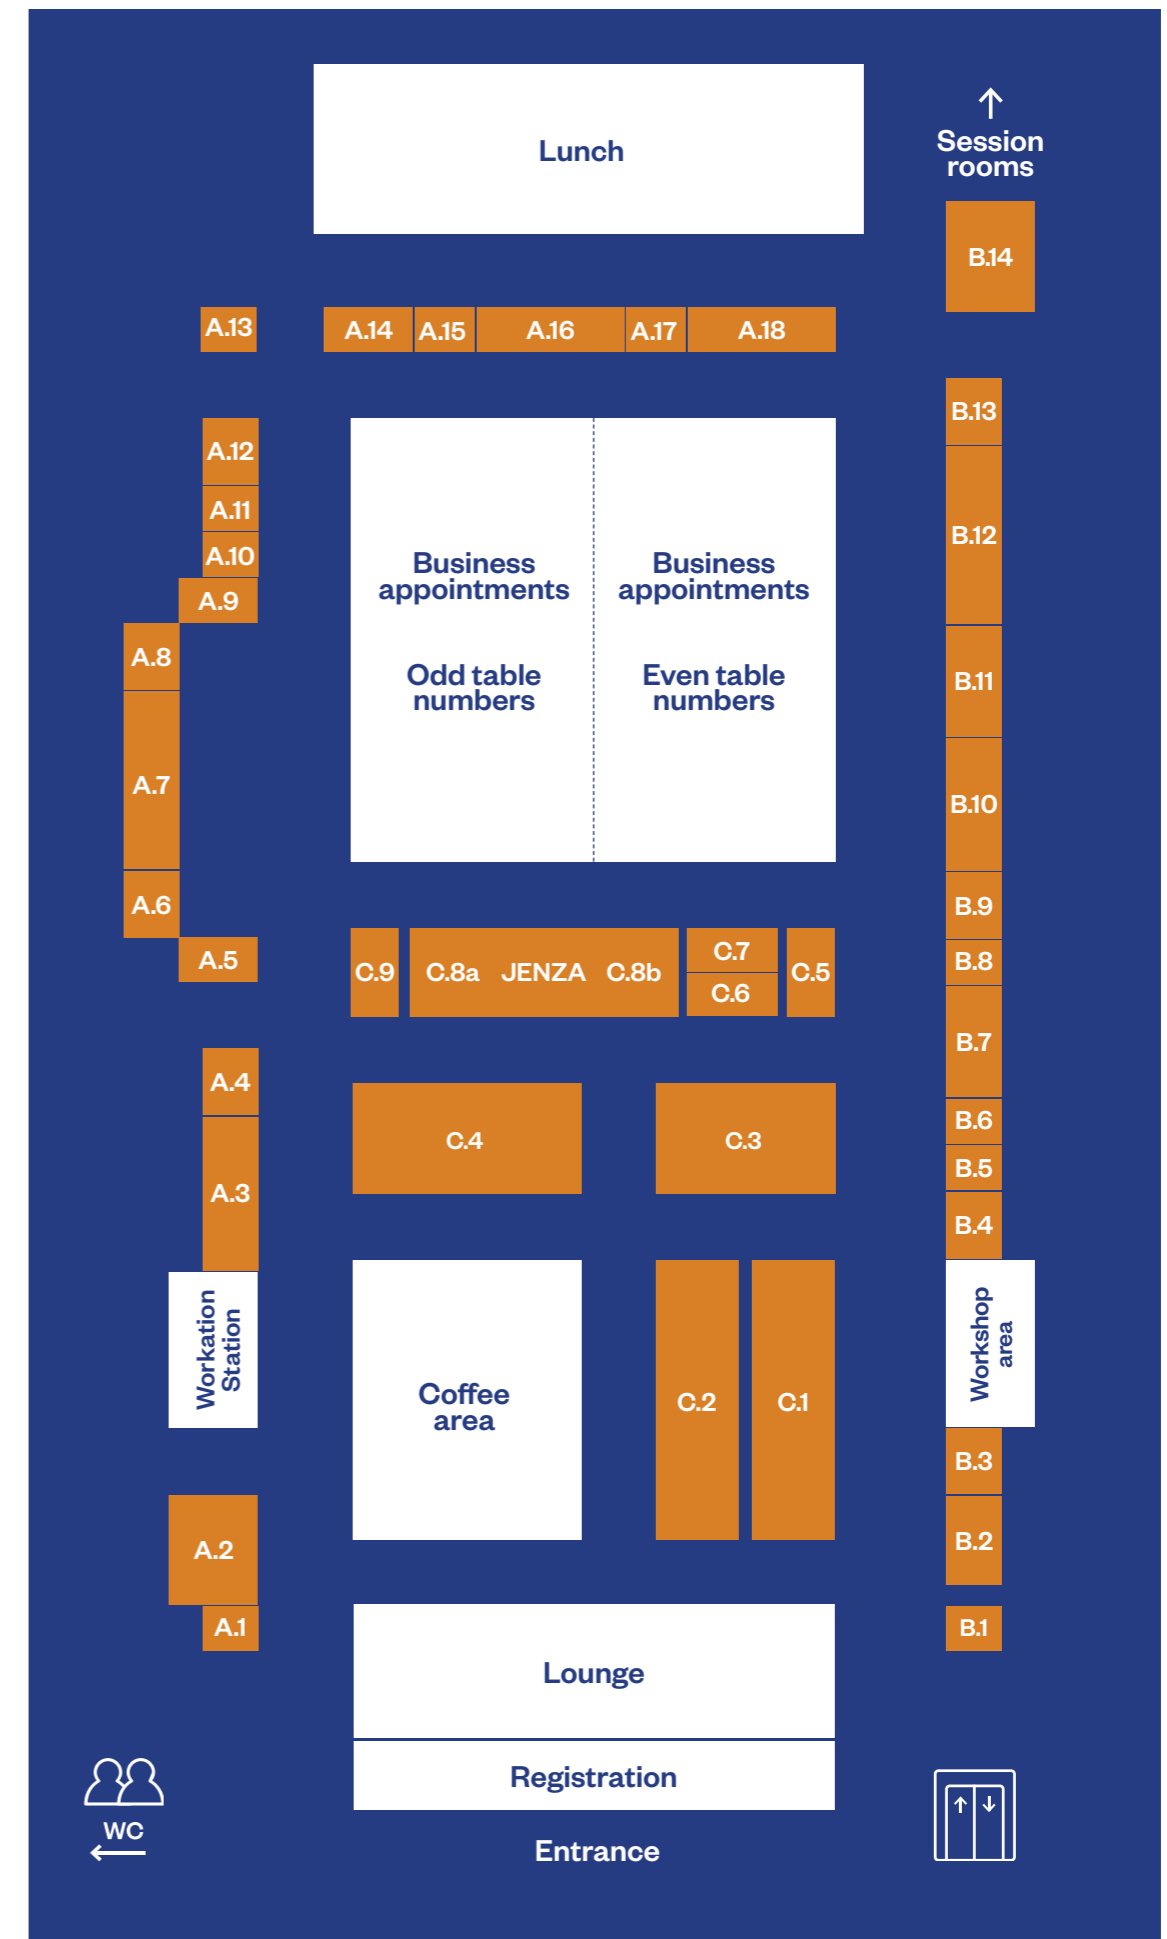 Lunch
Session
rooms
B.14
A.13
A.14
A.15
A.16
A.17
A.18
B.13
A.12
A.11
B.12
A.10
Business
appointments
Business
appointments
A.9
A.8
Odd table
numbers
Even table
numbers
B.11
A.7
B.10
A.6
B.9
A.5
C.9
C.8a
JENZA
C.8b
C.7
C.6
C.5
B.8
B.7
A.4
B.6
C.4
C.3
B.5
A.3
B.4
Workation
Station
Coffee
area
C.2
C.1
Workshop
area
B.3
A.2
B.2
A.1
B.1
Lounge
Registration
WC
Entrance